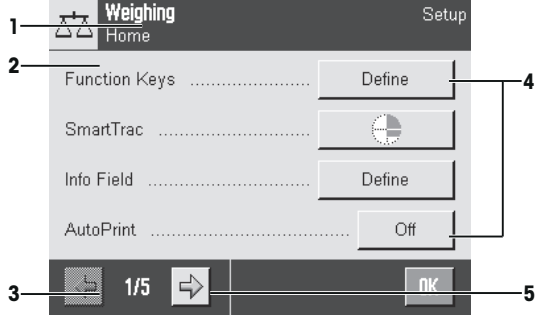 Weighing
Home
Setup
1
2
Function Keys ........................ Define
4
SmartTrac ..............................
Info Field ................................ Define
AutoPrint ........................................ Off
3
1/5
OK
5